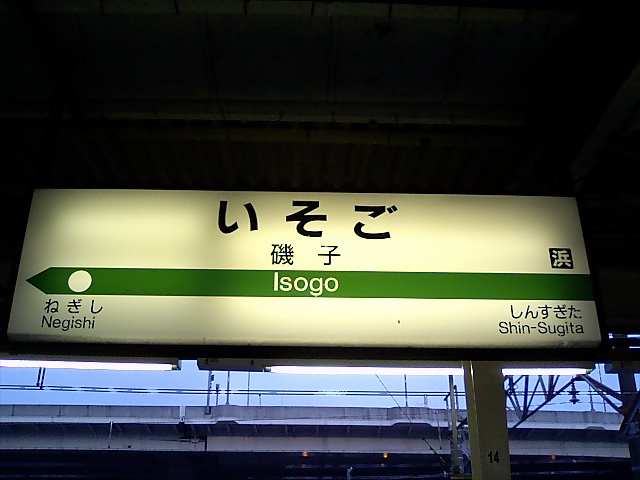 いそご
磯子
浜
Isogo
ねぎし
Negishi
しんすぎた
Shin-Sugita
14